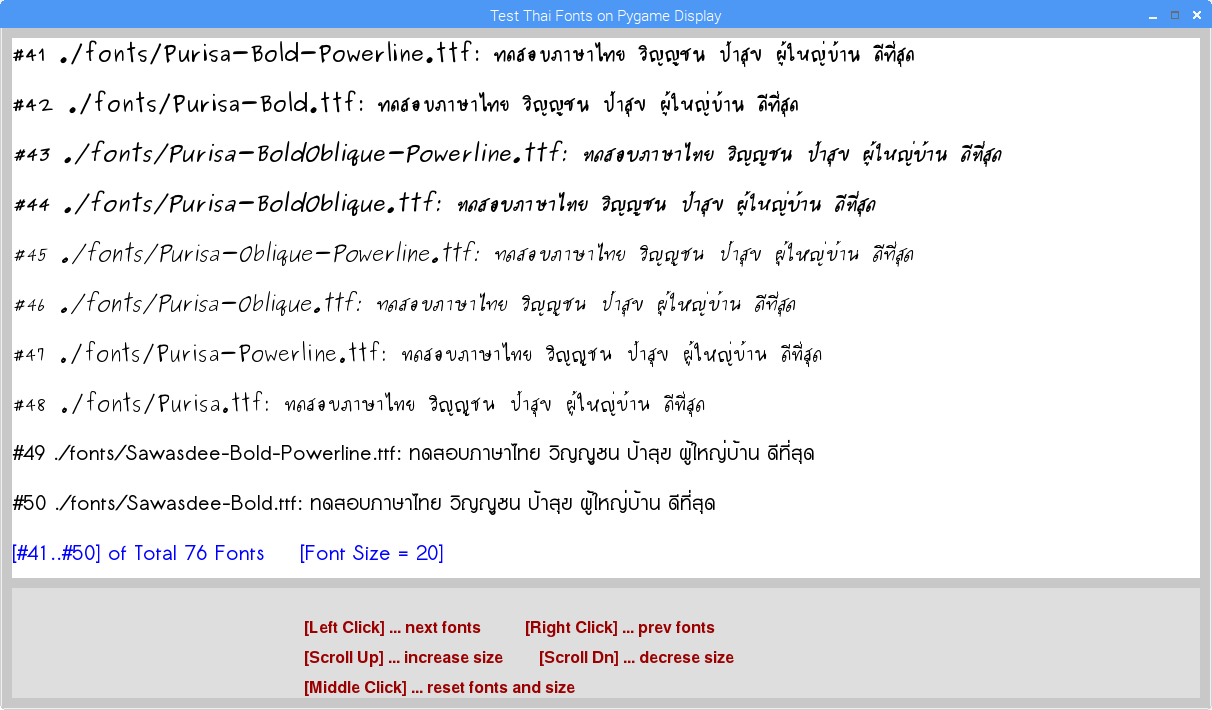 Test Thai Fonts on Pygame Display
#41 ./fonts/Purisa-Bold-Powerline.ttf: ทดสอบภาษาไทย วิญญูชน ป้าสุข ผู้ใหญ่บ้าน ดีที่สุด
#42 ./fonts/Purisa-Bold.ttf: ทดสอบภาษาไทย วิญญูชน ป้าสุข ผู้ใหญ่บ้าน ดีที่สุด
#43 ./fonts/Purisa-BoldOblique-Powerline.ttf: ทดสอบภาษาไทย วิญญูชน ป้าสุข ผู้ใหญ่บ้าน ดีที่สุด
#44 ./fonts/Purisa-BoldOblique.ttf: ทดสอบภาษาไทย วิญญูชน ป้าสุข ผู้ใหญ่บ้าน ดีที่สุด
#45 ./fonts/Purisa-Oblique-Powerline.ttf: ทดสอบภาษาไทย วิญญูชน ป้าสุข ผู้ใหญ่บ้าน ดีที่สุด
#46 ./fonts/Purisa-Oblique.ttf: ทดสอบภาษาไทย วิญญูชน ป้าสุข ผู้ใหญ่บ้าน ดีที่สุด
#47 ./fonts/Purisa-Powerline.ttf: ทดสอบภาษาไทย วิญญูชน ป้าสุข ผู้ใหญ่บ้าน ดีที่สุด
#48 ./fonts/Purisa.ttf: ทดสอบภาษาไทย วิญญูชน ป้าสุข ผู้ใหญ่บ้าน ดีที่สุด
#49 ./fonts/Sawasdee-Bold-Powerline.ttf: ทดสอบภาษาไทย วิญญูชน ป้าสุข ผู้ใหญ่บ้าน ดีที่สุด
#50 ./fonts/Sawasdee-Bold.ttf: ทดสอบภาษาไทย วิญญูชน ป้าสุข ผู้ใหญ่บ้าน ดีที่สุด
[#41..#50] of Total 76 Fonts [Font Size = 20]
[Left Click] ... next fonts [Right Click] ... prev fonts
[Scroll Up] ... increase size [Scroll Dn] ... decrese size
[Middle Click] ... reset fonts and size